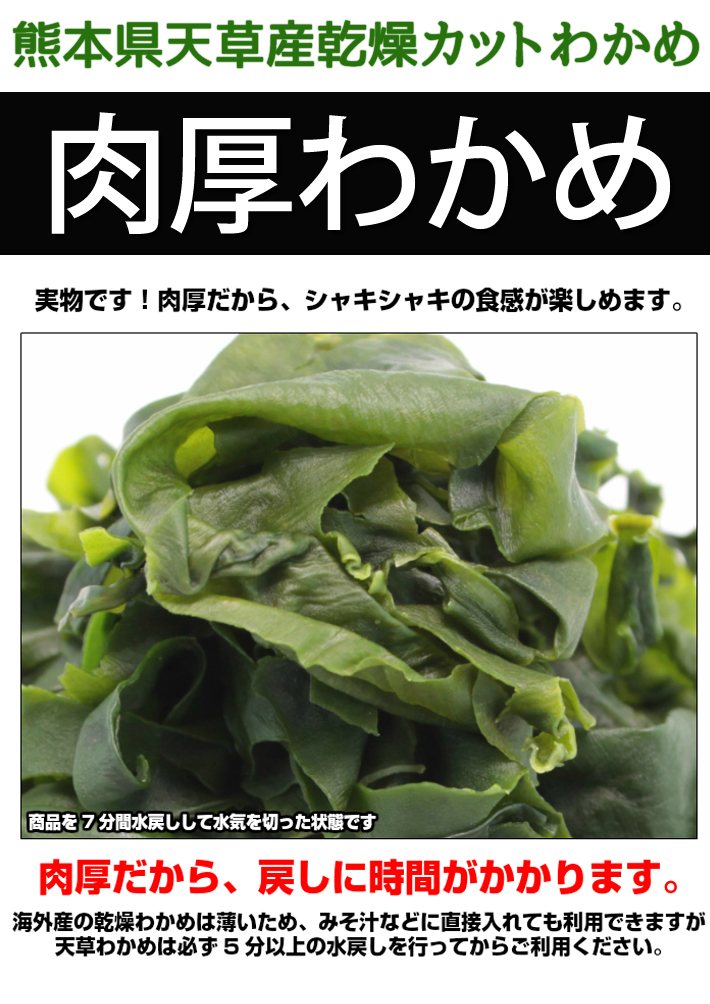 熊本県天草産乾燥カットわかめ
肉厚わかめ
実物です！肉厚だから、シャキシャキの食感が楽しめます。
商品を7分間水戻しして水気を切った状態です
肉厚だから、戻しに時間がかかります。
海外産の乾燥わかめは薄いため、みそ汁などに直接入れても利用できますが
天草わかめは必ず5分以上の水戻しを行ってからご利用ください。